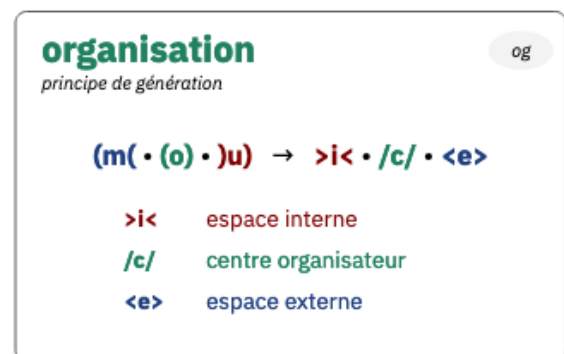 organisation
og
principe de génération
(m( • (o) • )u) → >i< • /c/ • <e>
>i< espace interne
/c/ centre organisateur
<e> espace externe